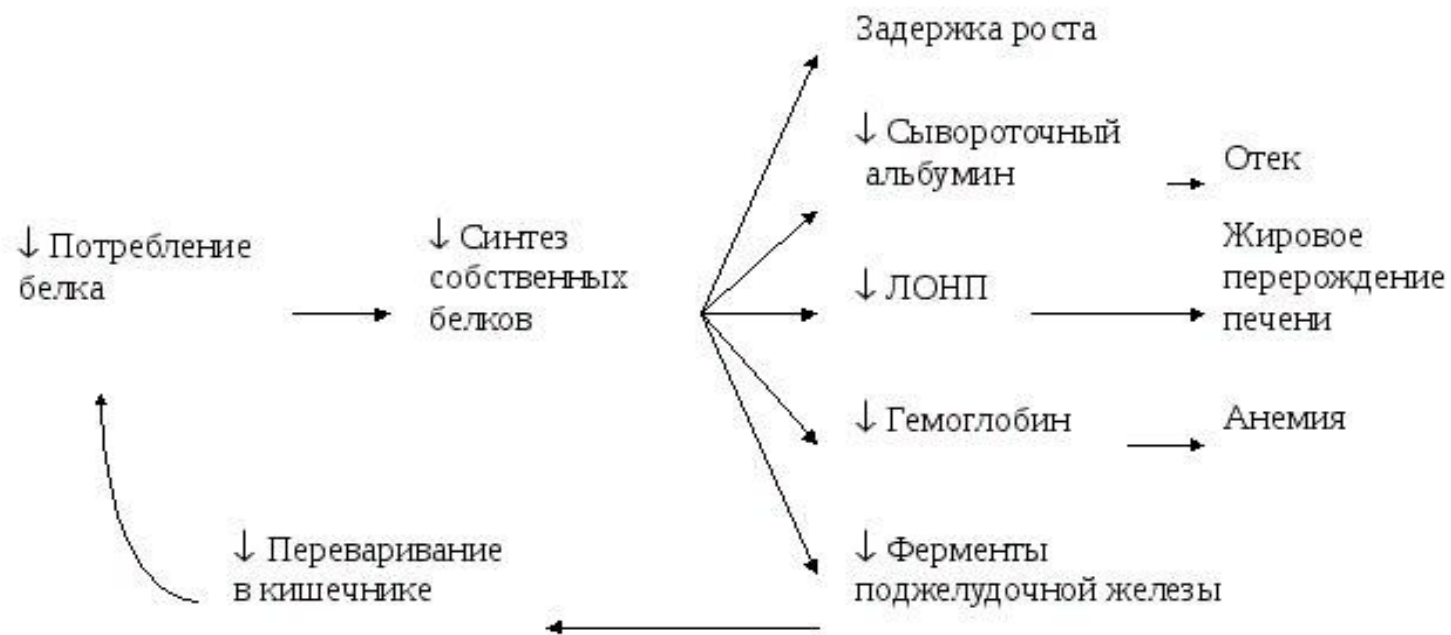 Задержка роста
↓ Сывороточный
альбумин
Отек
↓ Потребление
белка
↓ Синтез
собственных
белков
↓ ЛОНП
Жировое
перерождение
печени
↓ Гемоглобин
Анемия
↓ Переваривание
в кишечнике
↓ Ферменты
поджелудочной железы